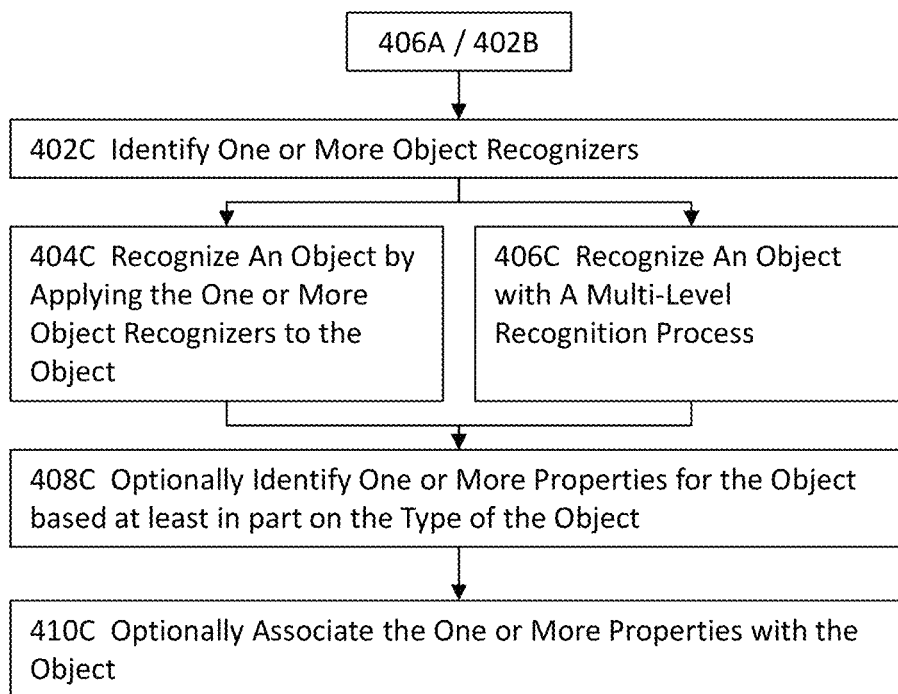 406A / 402B
402C Identify One or More Object Recognizers
404C Recognize An Object by
Applying the One or More
Object Recognizers to the
Object
406C Recognize An Object
with A Multi-Level
Recognition Process
408C Optionally Identify One or More Properties for the Object
based at least in part on the Type of the Object
410C Optionally Associate the One or More Properties with the
Object